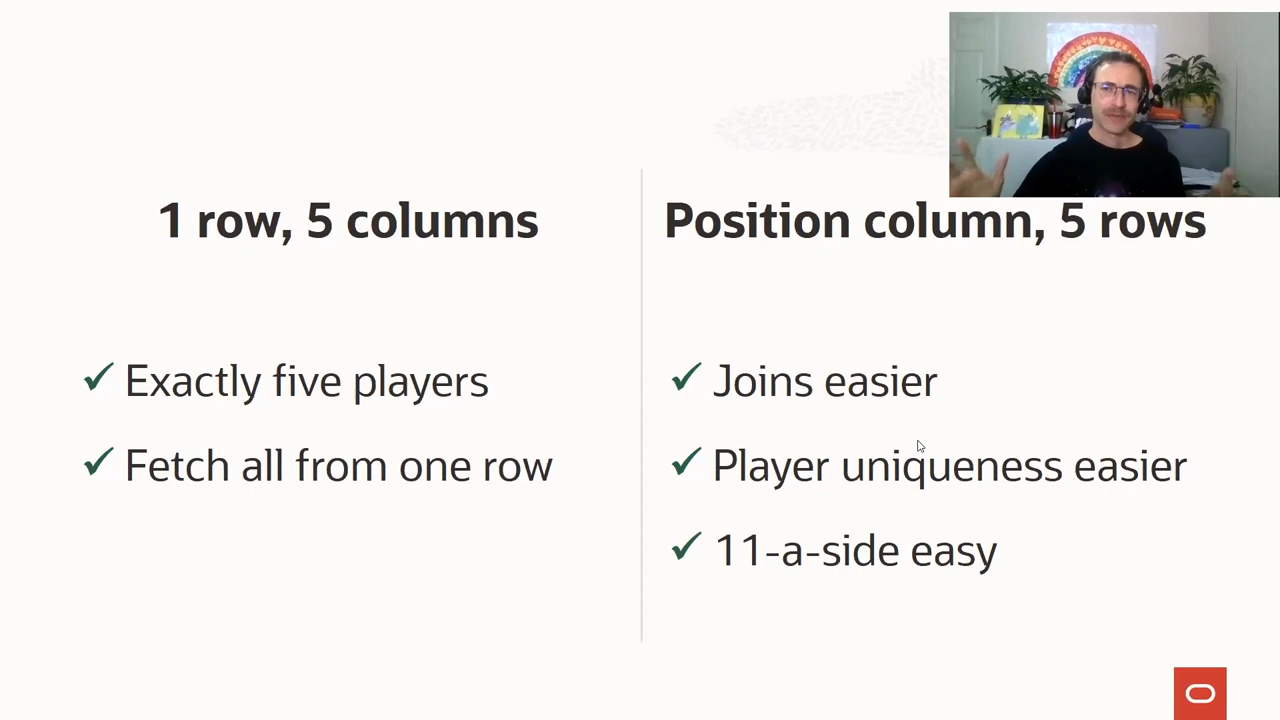 1 row, 5 columns
Exactly five players
Fetch all from one row
Position column, 5 rows
Joins easier
Player uniqueness easier
11-a-side easy